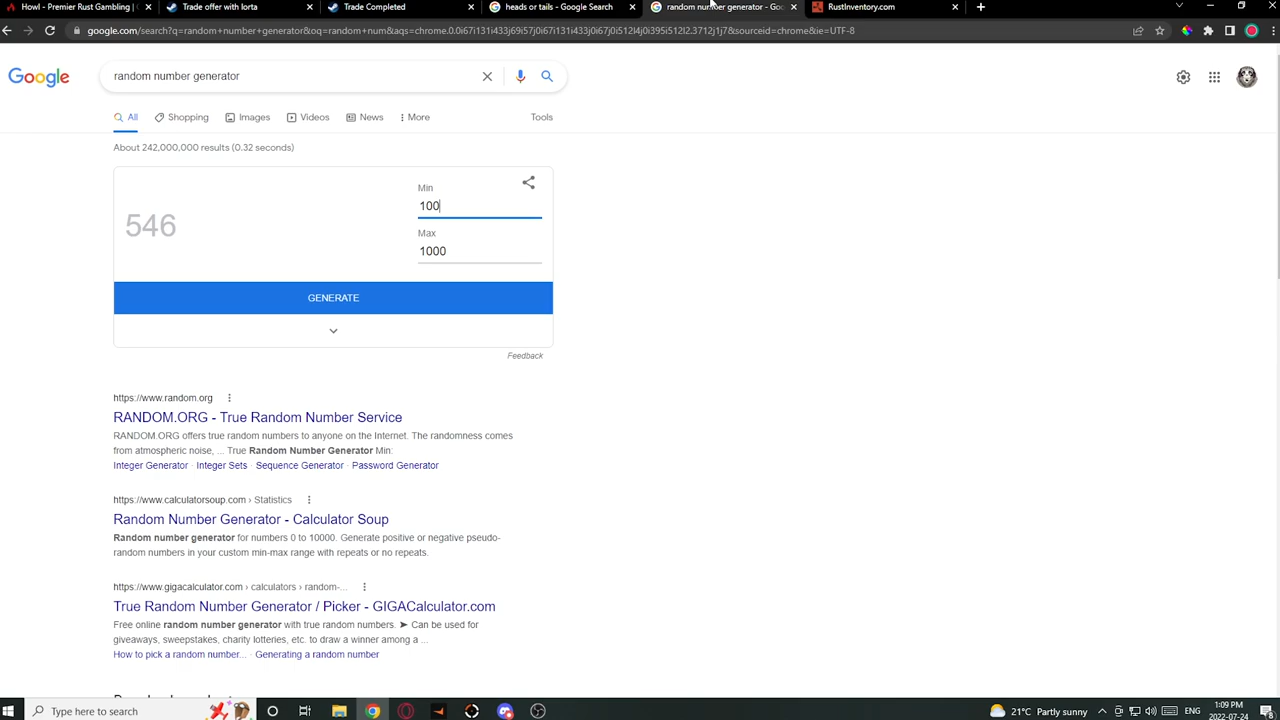 Howl - Premier Rust Gambling |
Trade offer with lorta
Trade Completed
heads or tails - Google Search
random number generator - Goo
RustInventory.com
google.com/search?q=random+number+generator&oq=random+num&aqs=chrome.0.0i67i131i433j69i57j0i67i131i433j0i67j0i512l4j0i395i512l2.3712j1j7&sourceid=chrome&ie=UTF-8
Google
random number generator
All
Shopping
Images
Videos
News
More
Tools
About 242,000,000 results (0.32 seconds)
546
Min
100
Max
1000
GENERATE
Feedback
https://www.random.org
RANDOM.ORG - True Random Number Service
RANDOM.ORG offers true random numbers to anyone on the Internet. The randomness comes
from atmospheric noise, ... True Random Number Generator Min:
Integer Generator · Integer Sets · Sequence Generator · Password Generator
https://www.calculatorsoup.com › Statistics
Random Number Generator - Calculator Soup
Random number generator for numbers 0 to 10000. Generate positive or negative pseudo-
random numbers in your custom min-max range with repeats or no repeats.
https://www.gigacalculator.com › calculators › random-...
True Random Number Generator / Picker - GIGACalculator.com
Free online random number generator with true random numbers. ➤ Can be used for
giveaways, sweepstakes, charity lotteries, etc. to draw a winner among a ...
How to pick a random number... · Generating a random number
Type here to search
21°C Partly sunny
ENG
1:09 PM
2022-07-24